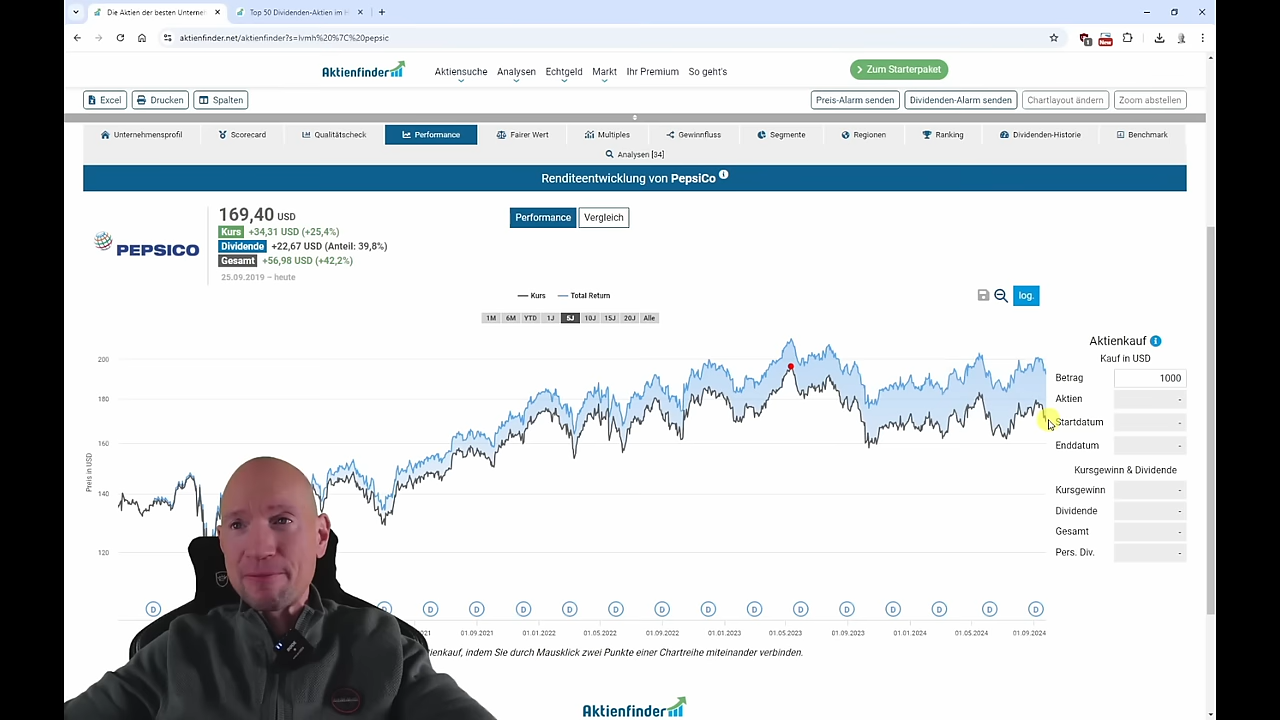 Die Aktien der besten Unterne
Top 50 Dividenden-Aktien im
aktienfinder.net/aktienfinder?s=lvmh%20%7C%20pepsic
New
Aktienfinder
Aktiensuche
Analysen
Echtgeld
Markt
Ihr Premium
So geht's
Zum Starterpaket
Excel
Drucken
Spalten
Preis-Alarm senden
Dividenden-Alarm senden
Chartlayout ändern
Zoom abstellen
Unternehmensprofil
Scorecard
Qualitätscheck
Performance
Fairer Wert
Multiples
Gewinnfluss
Segmente
Regionen
Ranking
Dividenden-Historie
Benchmark
Analysen [34]
Renditeentwicklung von PepsiCo
PEPSICO
169,40 USD
Kurs +34,31 USD (+25,4%)
Dividende +22,67 USD (Anteil: 39,8%)
Gesamt +56,98 USD (+42,2%)
25.09.2019 – heute
Performance
Vergleich
Kurs
Total Return
log.
1M 6M YTD 1J 5J 10J 15J 20J Alle
Preis in USD
200
180
160
140
120
D D D D D D D D D D D D D D D D
021 01.09.2021 01.01.2022 01.05.2022 01.09.2022 01.01.2023 01.05.2023 01.09.2023 01.01.2024 01.05.2024 01.09.2024
Aktienkauf
Kauf in USD
Betrag 1000
Aktien -
Startdatum -
Enddatum -
Kursgewinn & Dividende
Kursgewinn -
Dividende -
Gesamt -
Pers. Div. -
tienkauf, indem Sie durch Mausklick zwei Punkte einer Chartreihe miteinander verbinden.
Aktienfinder